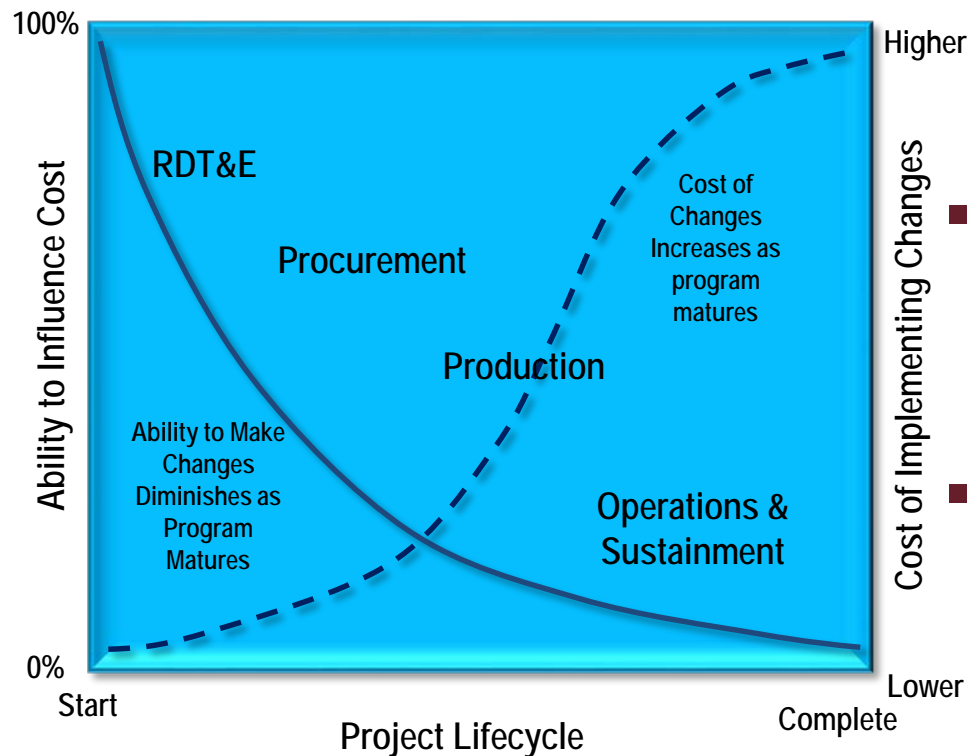 100%
Higher
RDT&E
Cost of
Changes
Increases as
program
matures
Procurement
Production
Ability to Influence Cost
Cost of Implementing Changes
Ability to Make
Changes
Diminishes as
Program
Matures
Operations &
Sustainment
0%
Lower
Start
Complete
Project Lifecycle